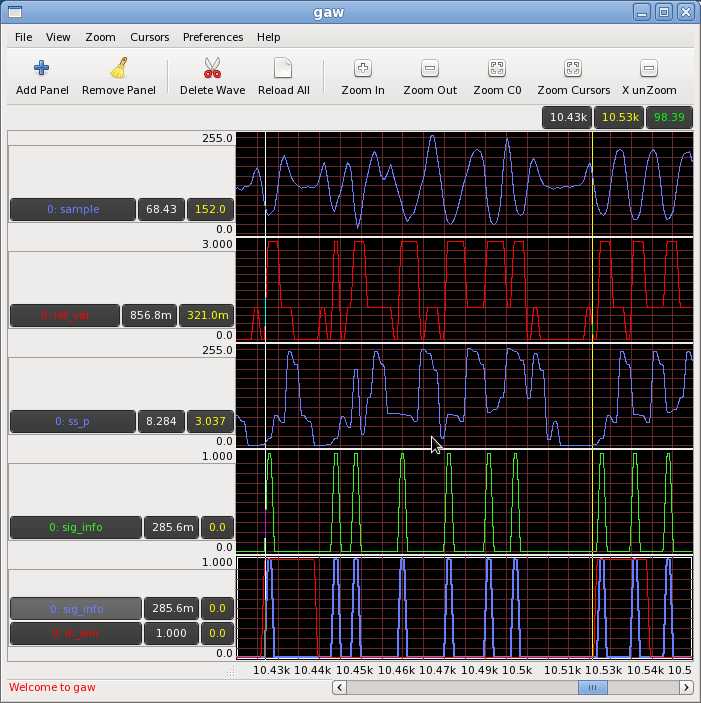 gaw
File View Zoom Cursors Preferences Help
Add Panel Remove Panel Delete Wave Reload All Zoom In Zoom Out Zoom C0 Zoom Cursors X unZoom
10.43k 10.53k 98.39
255.0
0: sample 68.43 152.0
0.0
3.000
0: rst_val 856.8m 321.0m
0.0
255.0
0: ss_p 8.284 3.037
0.0
1.000
0: sig_info 285.6m 0.0
0.0
1.000
0: sig_info 285.6m 0.0
0: in_win 1.000 0.0
0.0
10.43k 10.44k 10.45k 10.46k 10.47k 10.49k 10.5k 10.51k 10.53k 10.54k 10.5
Welcome to gaw